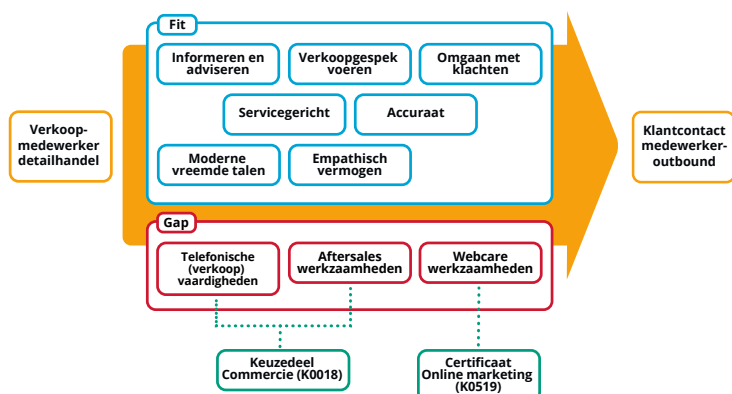 Fit
Informeren en
adviseren
Verkoopgespek
voeren
Omgaan met
klachten
Servicegericht
Accuraat
Moderne
vreemde talen
Empathisch
vermogen
Verkoop-
medewerker
detailhandel
Klantcontact
medewerker-
outbound
Gap
Telefonische
(verkoop)
vaardigheden
Aftersales
werkzaamheden
Webcare
werkzaamheden
Keuzedeel
Commercie (K0018)
Certificaat
Online marketing
(K0519)